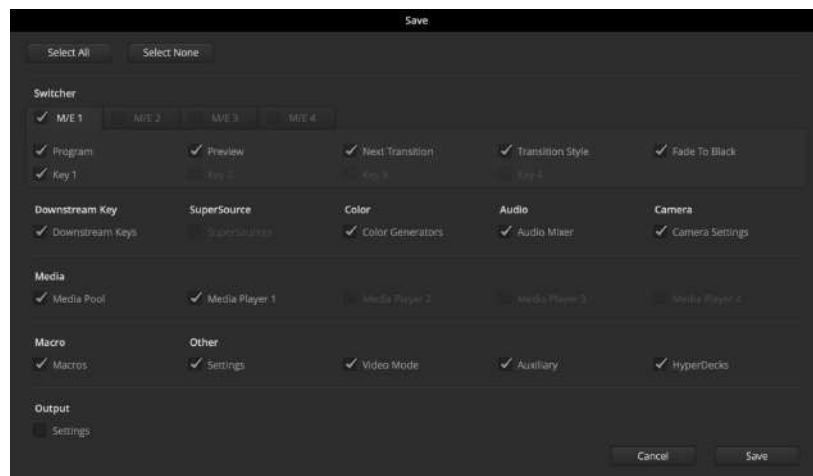 Save
Select All Select None
Switcher
M/E 1 M/E 2 M/E 3 M/E 4
Program Preview Next Transition Transition Style Fade To Black
Key 1 Key 2 Key 3 Key 4
Downstream Key SuperSource Color Audio Camera
Downstream Keys SuperSources Color Generators Audio Mixer Camera Settings
Media
Media Pool Media Player 1 Media Player 2 Media Player 3 Media Player 4
Macro Other
Macros Settings Video Mode Auxiliary HyperDecks
Output
Settings
Cancel Save